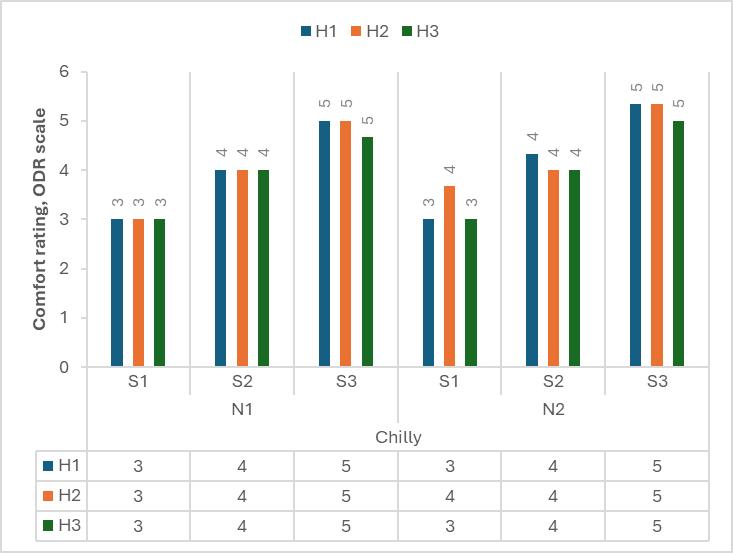 H1 H2 H3
Comfort rating, ODR scale
6
5
4
3
2
1
0
3 3 3 4 4 4 5 5 5 3 4 3 4 4 4 5 5 5
S1 S2 S3 S1 S2 S3
N1 N2
Chilly
H1 3 4 5 3 4 5
H2 3 4 5 4 4 5
H3 3 4 5 3 4 5